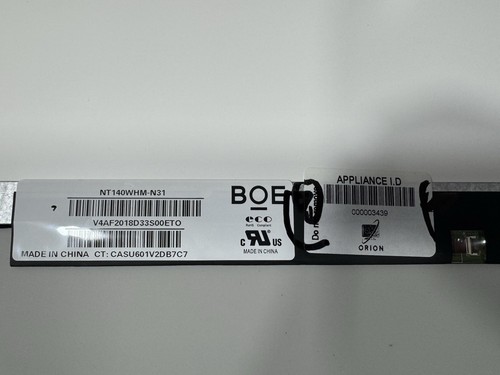 NT140WHM-N31
V4AF2018D33S00ETO
MADE IN CHINA CT: CASU601V2DB7C7
BOE
eco
RoHS Compliant
C UL US
MADE IN CHINA
Do n
APPLIANCE I.D
000003439
ORION